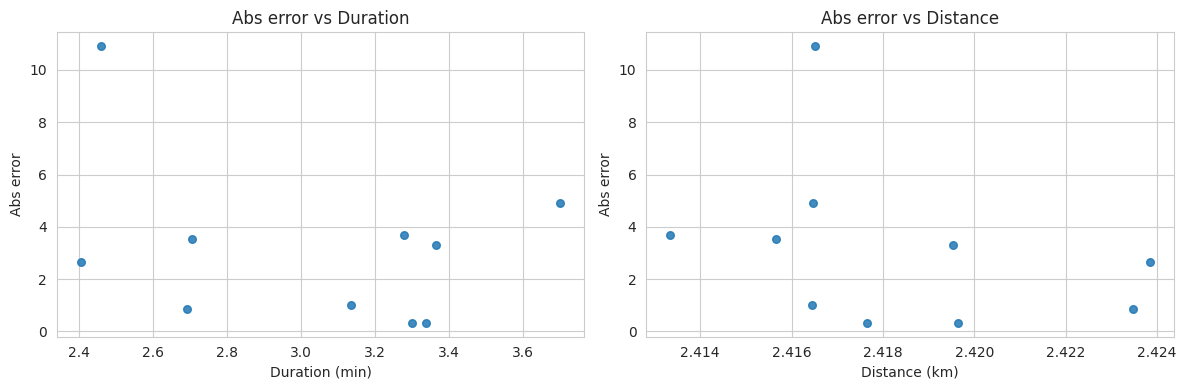 Abs error vs Duration
Abs error
10
8
6
4
2
0
2.4 2.6 2.8 3.0 3.2 3.4 3.6
Duration (min)
Abs error vs Distance
Abs error
10
8
6
4
2
0
2.414 2.416 2.418 2.420 2.422 2.424
Distance (km)